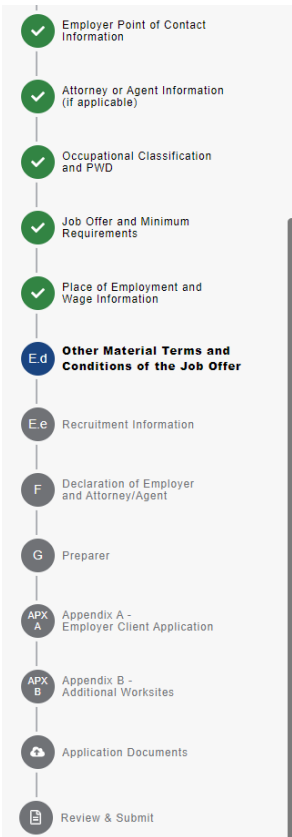 Employer Point of Contact
Information
Attorney or Agent Information
(if applicable)
Occupational Classification
and PWD
Job Offer and Minimum
Requirements
Place of Employment and
Wage Information
E.d
Other Material Terms and
Conditions of the Job Offer
E.e
Recruitment Information
F
Declaration of Employer
and Attorney/Agent
G
Preparer
APX
A
Appendix A -
Employer Client Application
APX
B
Appendix B -
Additional Worksites
Application Documents
Review & Submit